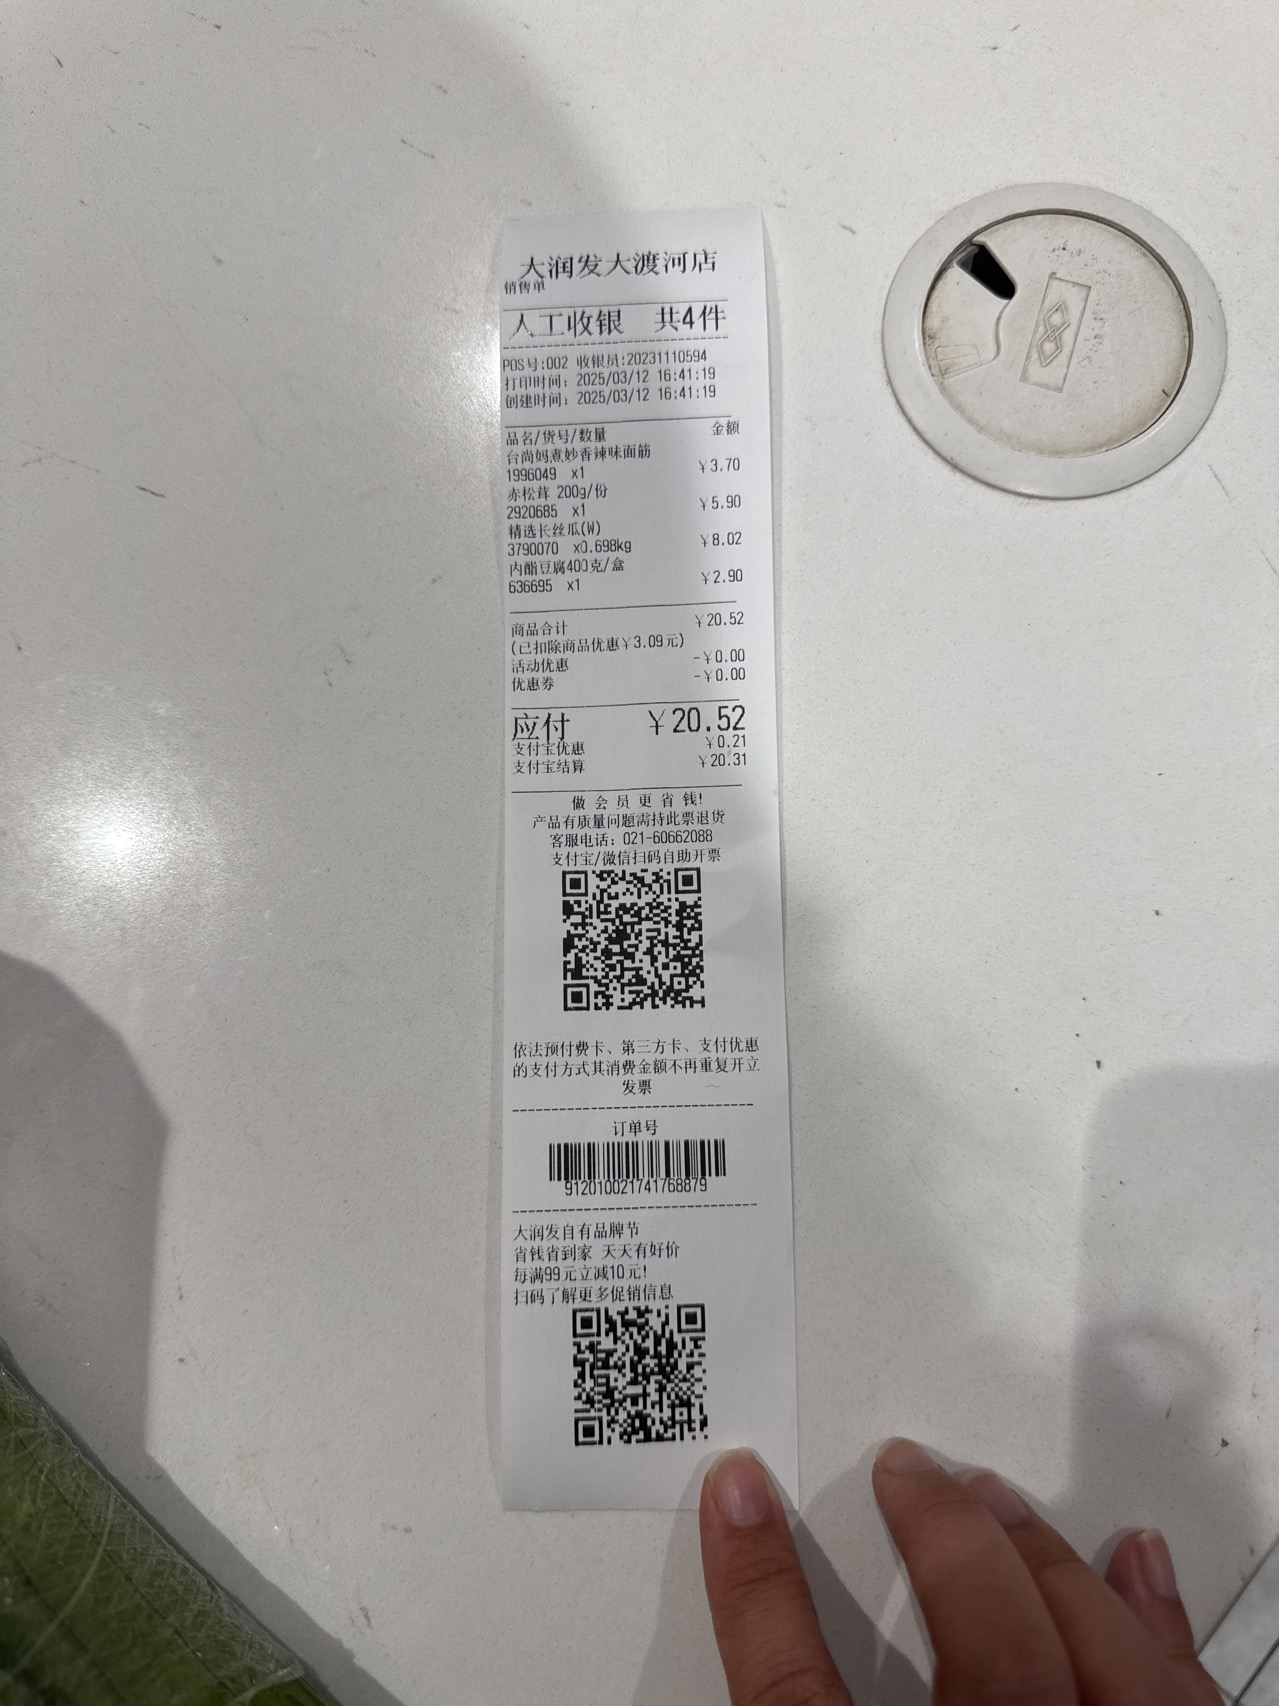 大润发大渡河店
销售单
人工收银 共4件
POS号:002 收银员:20231110594
打印时间: 2025/03/12 16:41:19
创建时间: 2025/03/12 16:41:19
品名/货号/数量 金额
台尚妈煮妙香辣味面筋
1996049 x1 ¥3.70
赤松茸 200g/份
2920685 x1 ¥5.90
精选长丝瓜(W)
3790070 x0.698kg ¥8.02
内酯豆腐400克/盒
636695 x1 ¥2.90
商品合计 ¥20.52
(已扣除商品优惠¥3.09元)
活动优惠 -¥0.00
优惠券 -¥0.00
应付 ¥20.52
支付宝优惠 ¥0.21
支付宝结算 ¥20.31
做会员更省钱!
产品有质量问题需持此票退货
客服电话: 021-60662088
支付宝/微信扫码自助开票
依法预付费卡、第三方卡、支付优惠
的支付方式其消费金额不再重复开立
发票
订单号
912010021741768879
大润发自有品牌节
省钱省到家 天天有好价
每满99元立减10元!
扫码了解更多促销信息